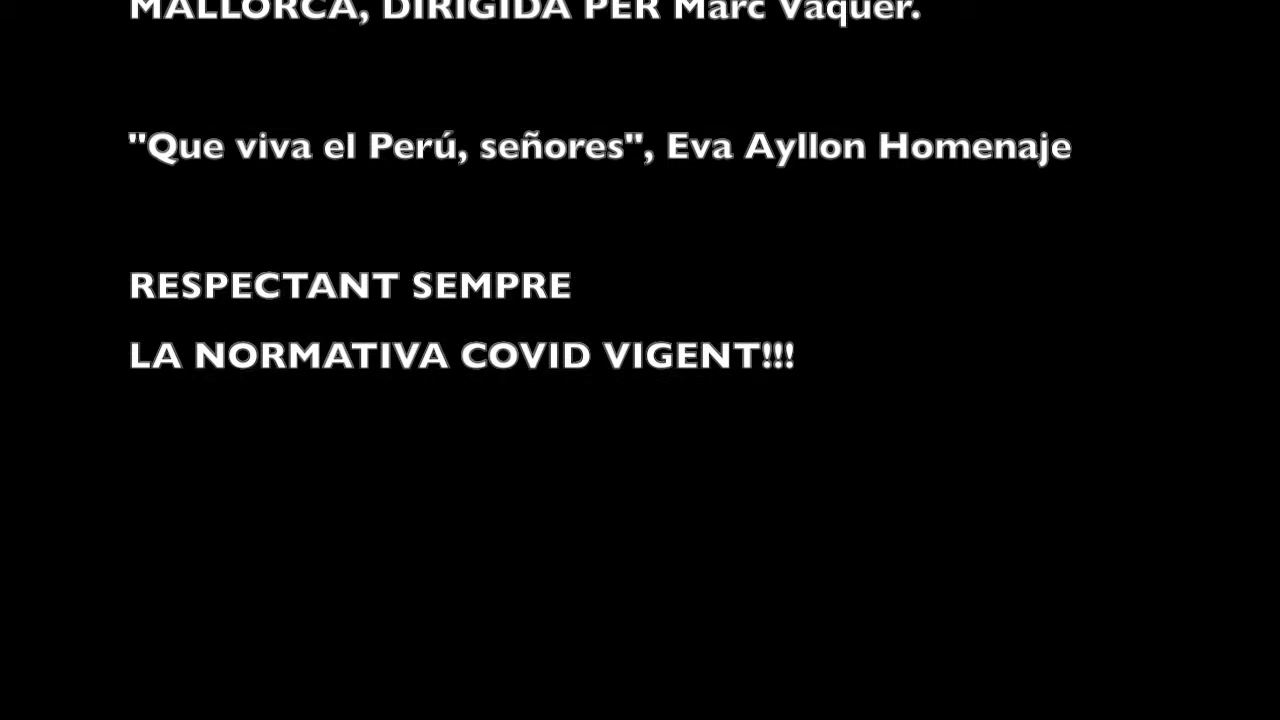 MALLORCA, DIRIGIDA PER Marc Vaquer.
"Que viva el Perú, señores", Eva Ayllon Homenaje
RESPECTANT SEMPRE
LA NORMATIVA COVID VIGENT!!!